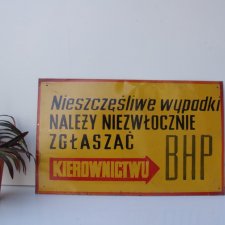 Nieszczęśliwe wypadki
NALEŻY NIEZWŁOCZNIE
ZGŁASZAĆ
KIEROWNICTWU BHP